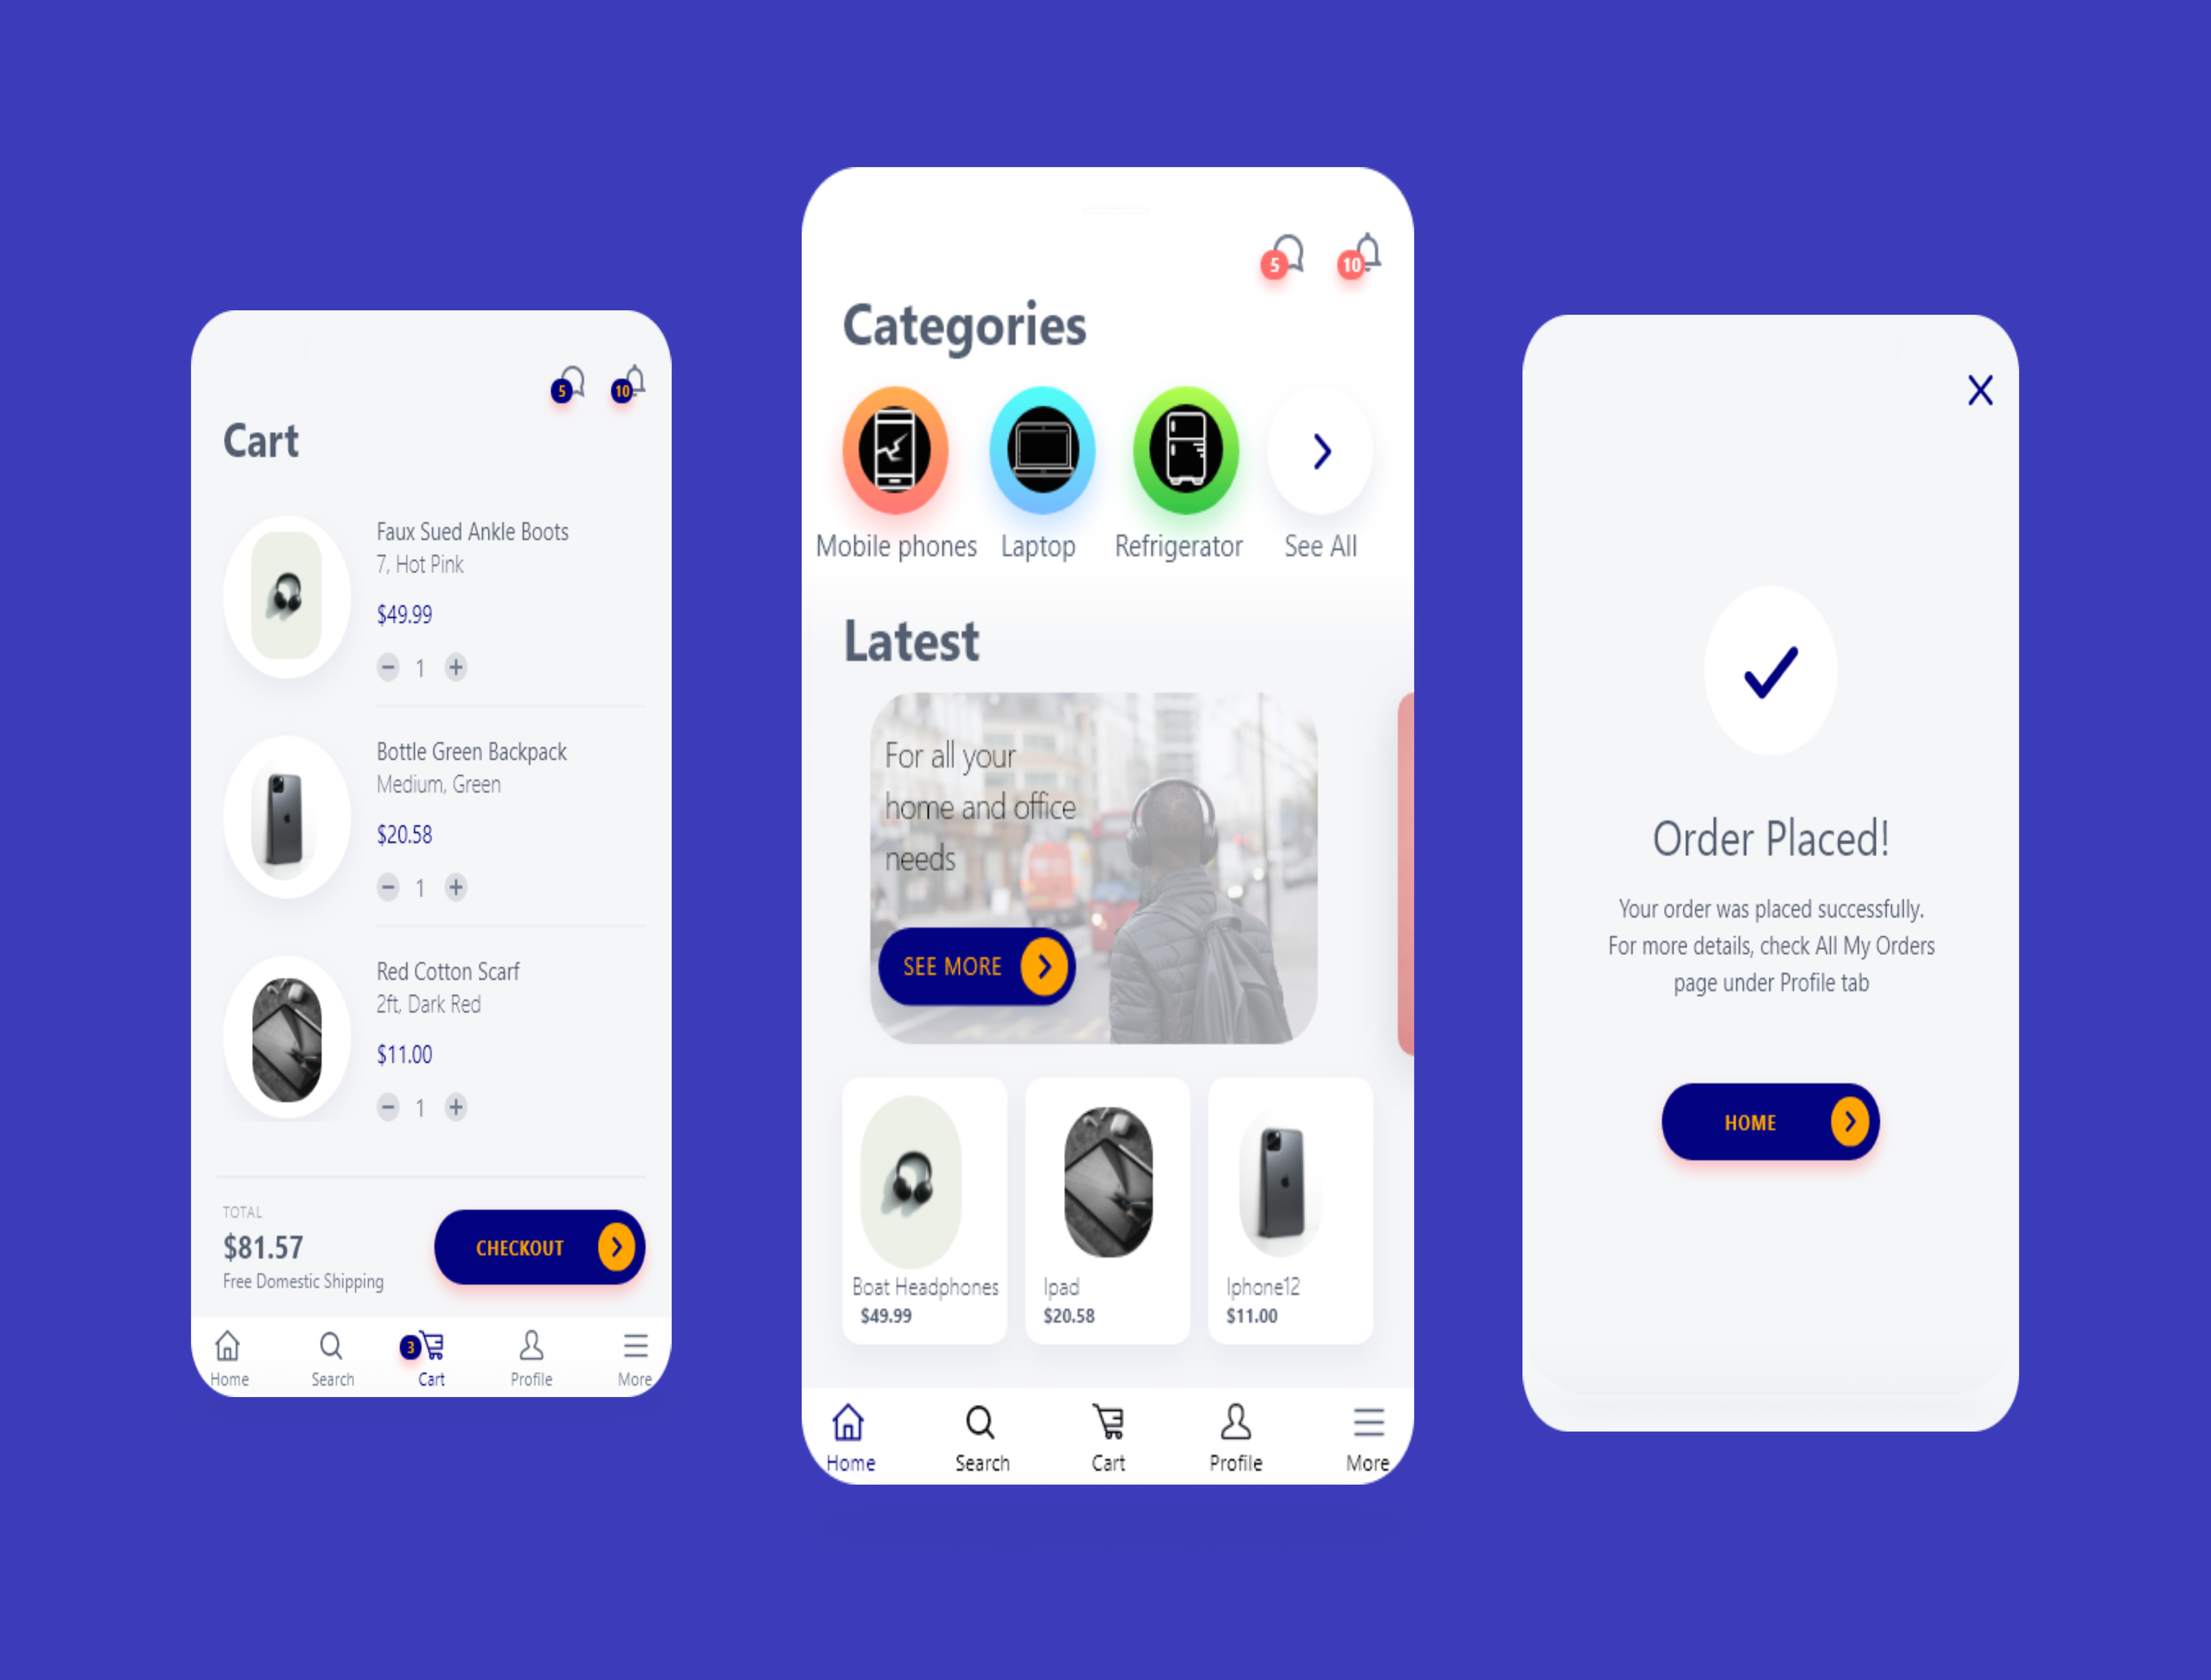 5
10
Cart
Faux Sued Ankle Boots
7, Hot Pink
$49.99
1
Bottle Green Backpack
Medium, Green
$20.58
1
Red Cotton Scarf
2ft, Dark Red
$11.00
1
TOTAL
$81.57
Free Domestic Shipping
CHECKOUT
3
Home
Search
Cart
Profile
More
5
10
Categories
Mobile phones
Laptop
Refrigerator
See All
Latest
For all your
home and office
needs
SEE MORE
Boat Headphones
$49.99
Ipad
$20.58
Iphone12
$11.00
Home
Search
Cart
Profile
More
X
Order Placed!
Your order was placed successfully.
For more details, check All My Orders
page under Profile tab
HOME